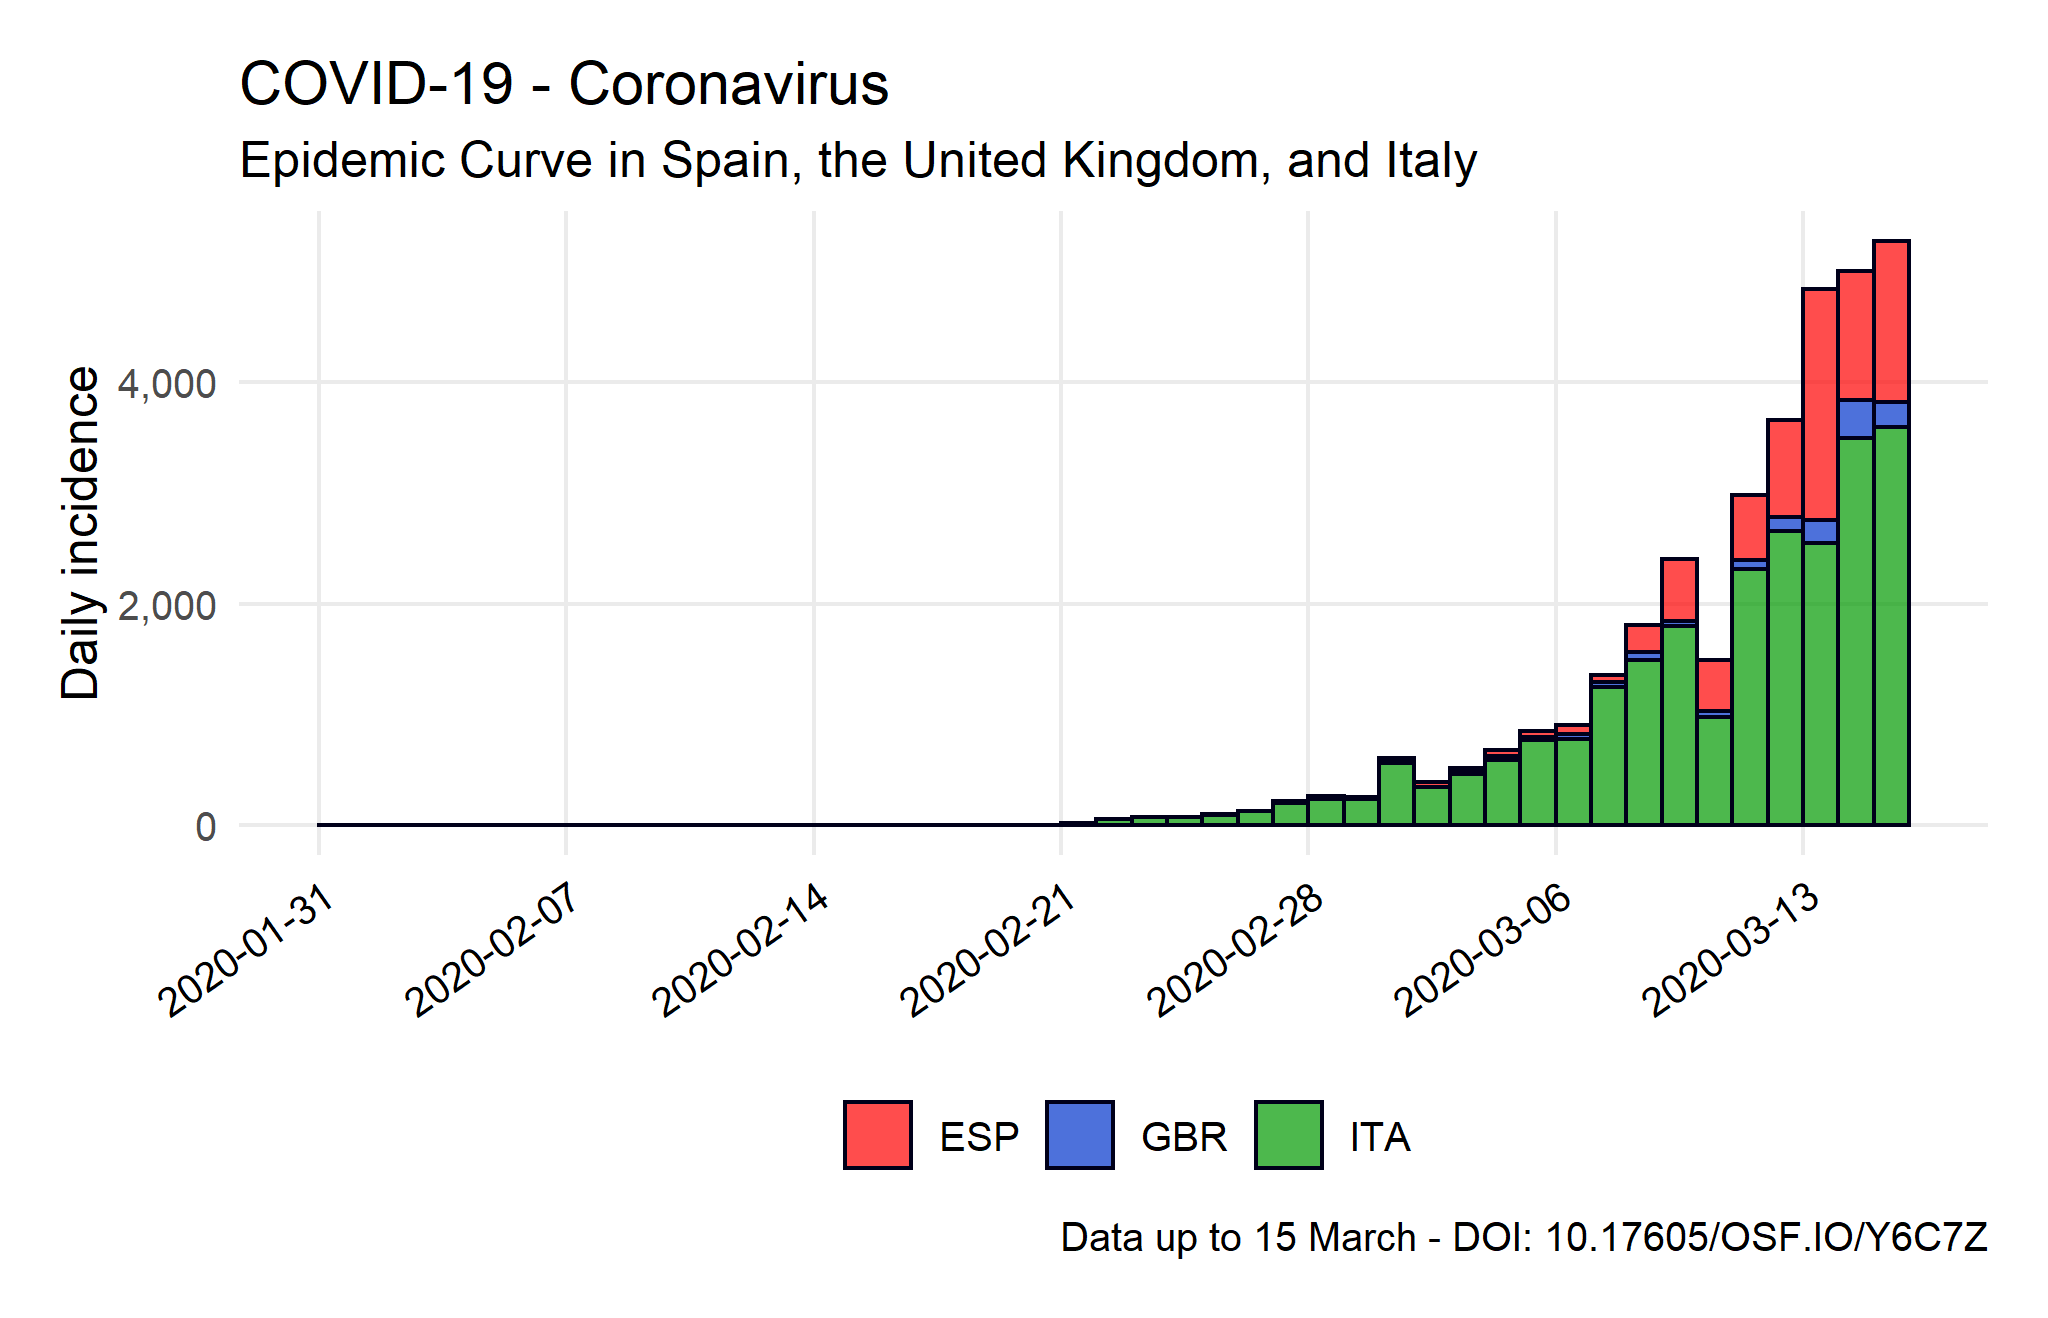 COVID-19 - Coronavirus
Epidemic Curve in Spain, the United Kingdom, and Italy
Daily incidence
4,000
2,000
0
2020-01-31
2020-02-07
2020-02-14
2020-02-21
2020-02-28
2020-03-06
2020-03-13
ESP GBR ITA
Data up to 15 March - DOI: 10.17605/OSF.IO/Y6C7Z